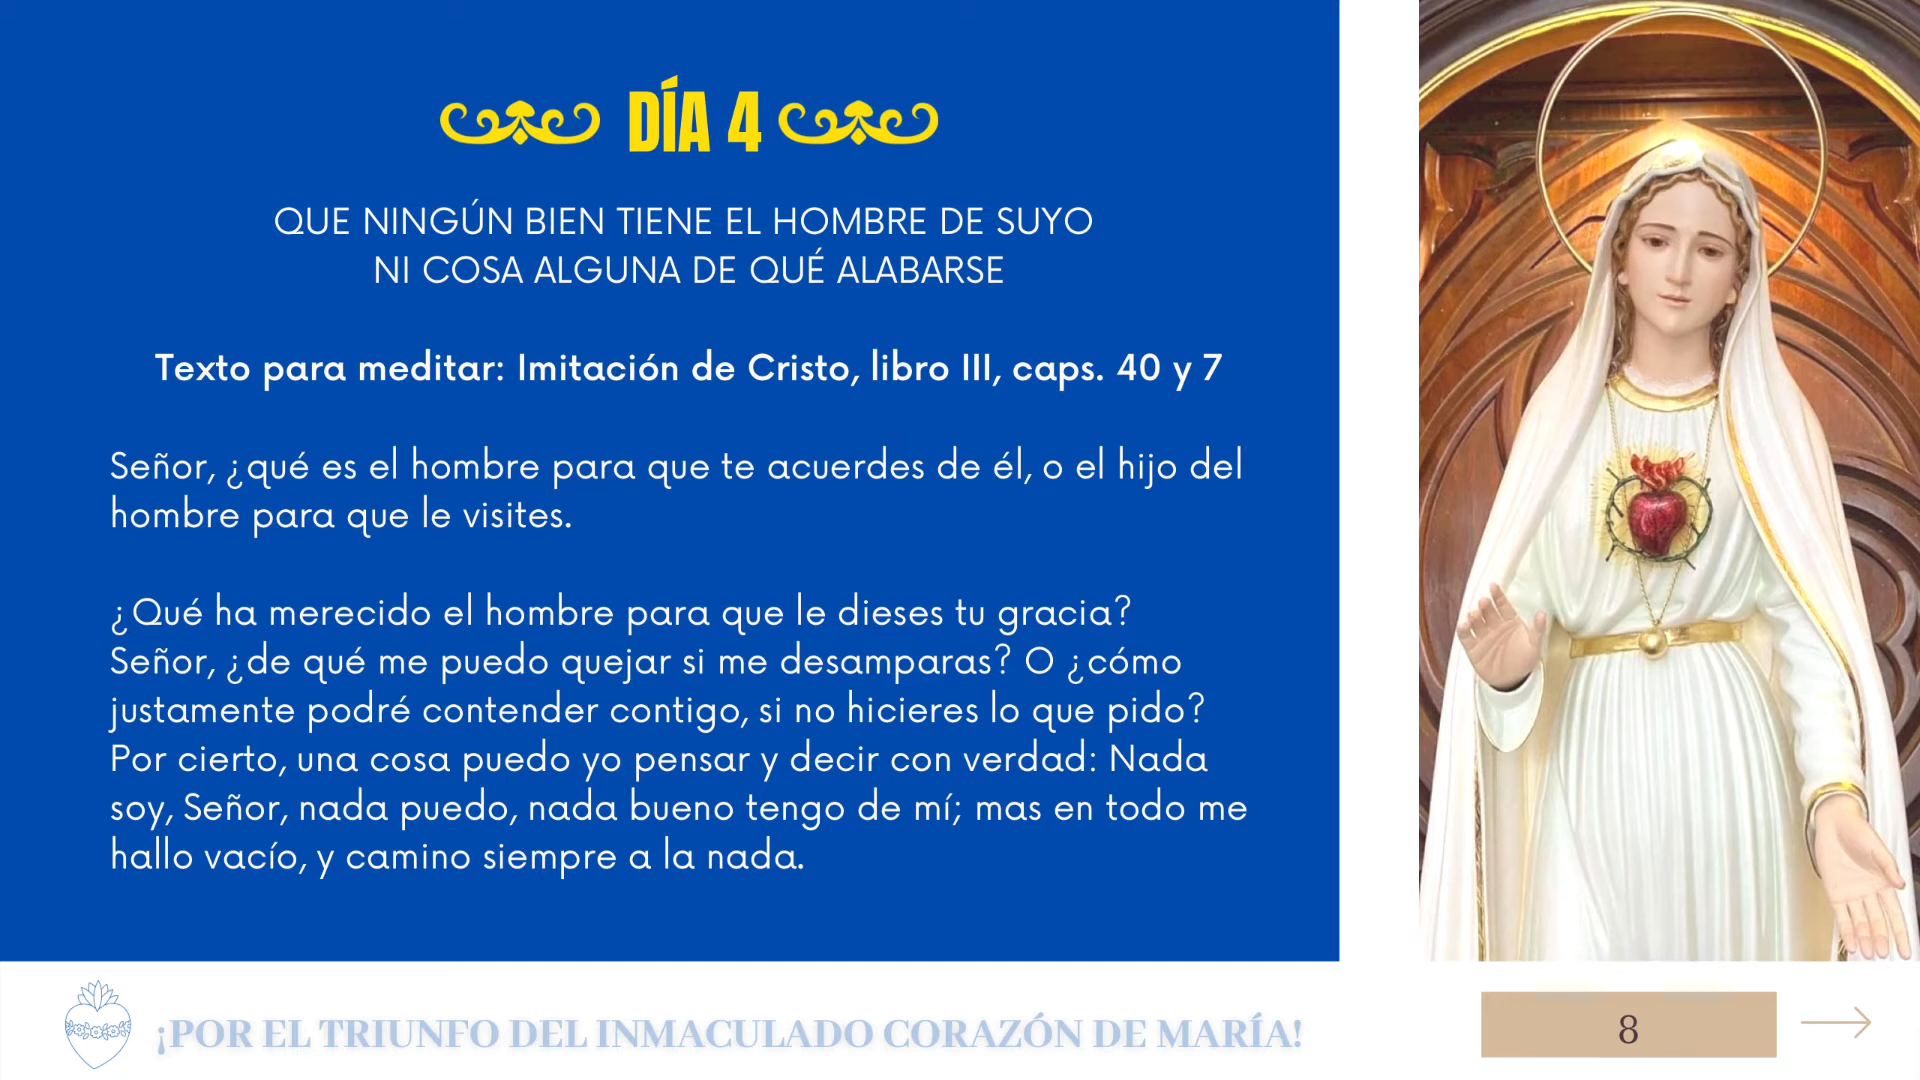 DÍA 4
QUE NINGÚN BIEN TIENE EL HOMBRE DE SUYO
NI COSA ALGUNA DE QUÉ ALABARSE
Texto para meditar: Imitación de Cristo, libro III, caps. 40 y 7
Señor, ¿qué es el hombre para que te acuerdes de él, o el hijo del
hombre para que le visites.
¿Qué ha merecido el hombre para que le dieses tu gracia?
Señor, ¿de qué me puedo quejar si me desamparas? O ¿cómo
justamente podré contender contigo, si no hicieres lo que pido?
Por cierto, una cosa puedo yo pensar y decir con verdad: Nada
soy, Señor, nada puedo, nada bueno tengo de mí; mas en todo me
hallo vacío, y camino siempre a la nada.
¡POR EL TRIUNFO DEL INMACULADO CORAZÓN DE MARÍA!
8